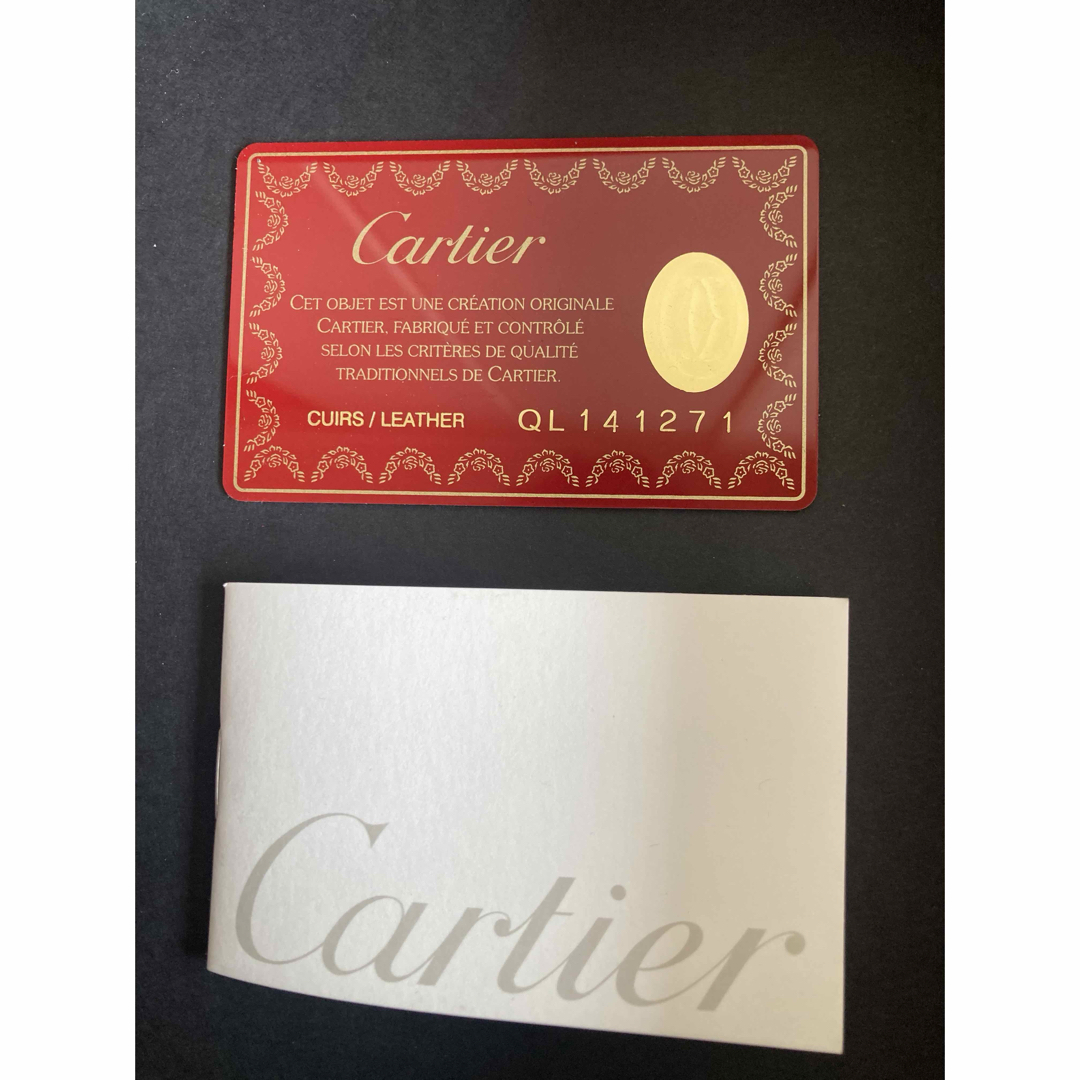 Cartier
CET OBJET EST UNE CRÉATION ORIGINALE
CARTIER, FABRIQUÉ ET CONTRÔLÉ
SELON LES CRITÈRES DE QUALITÉ
TRADITIONNELS DE CARTIER.
CUIRS / LEATHER QL141271
Cartier